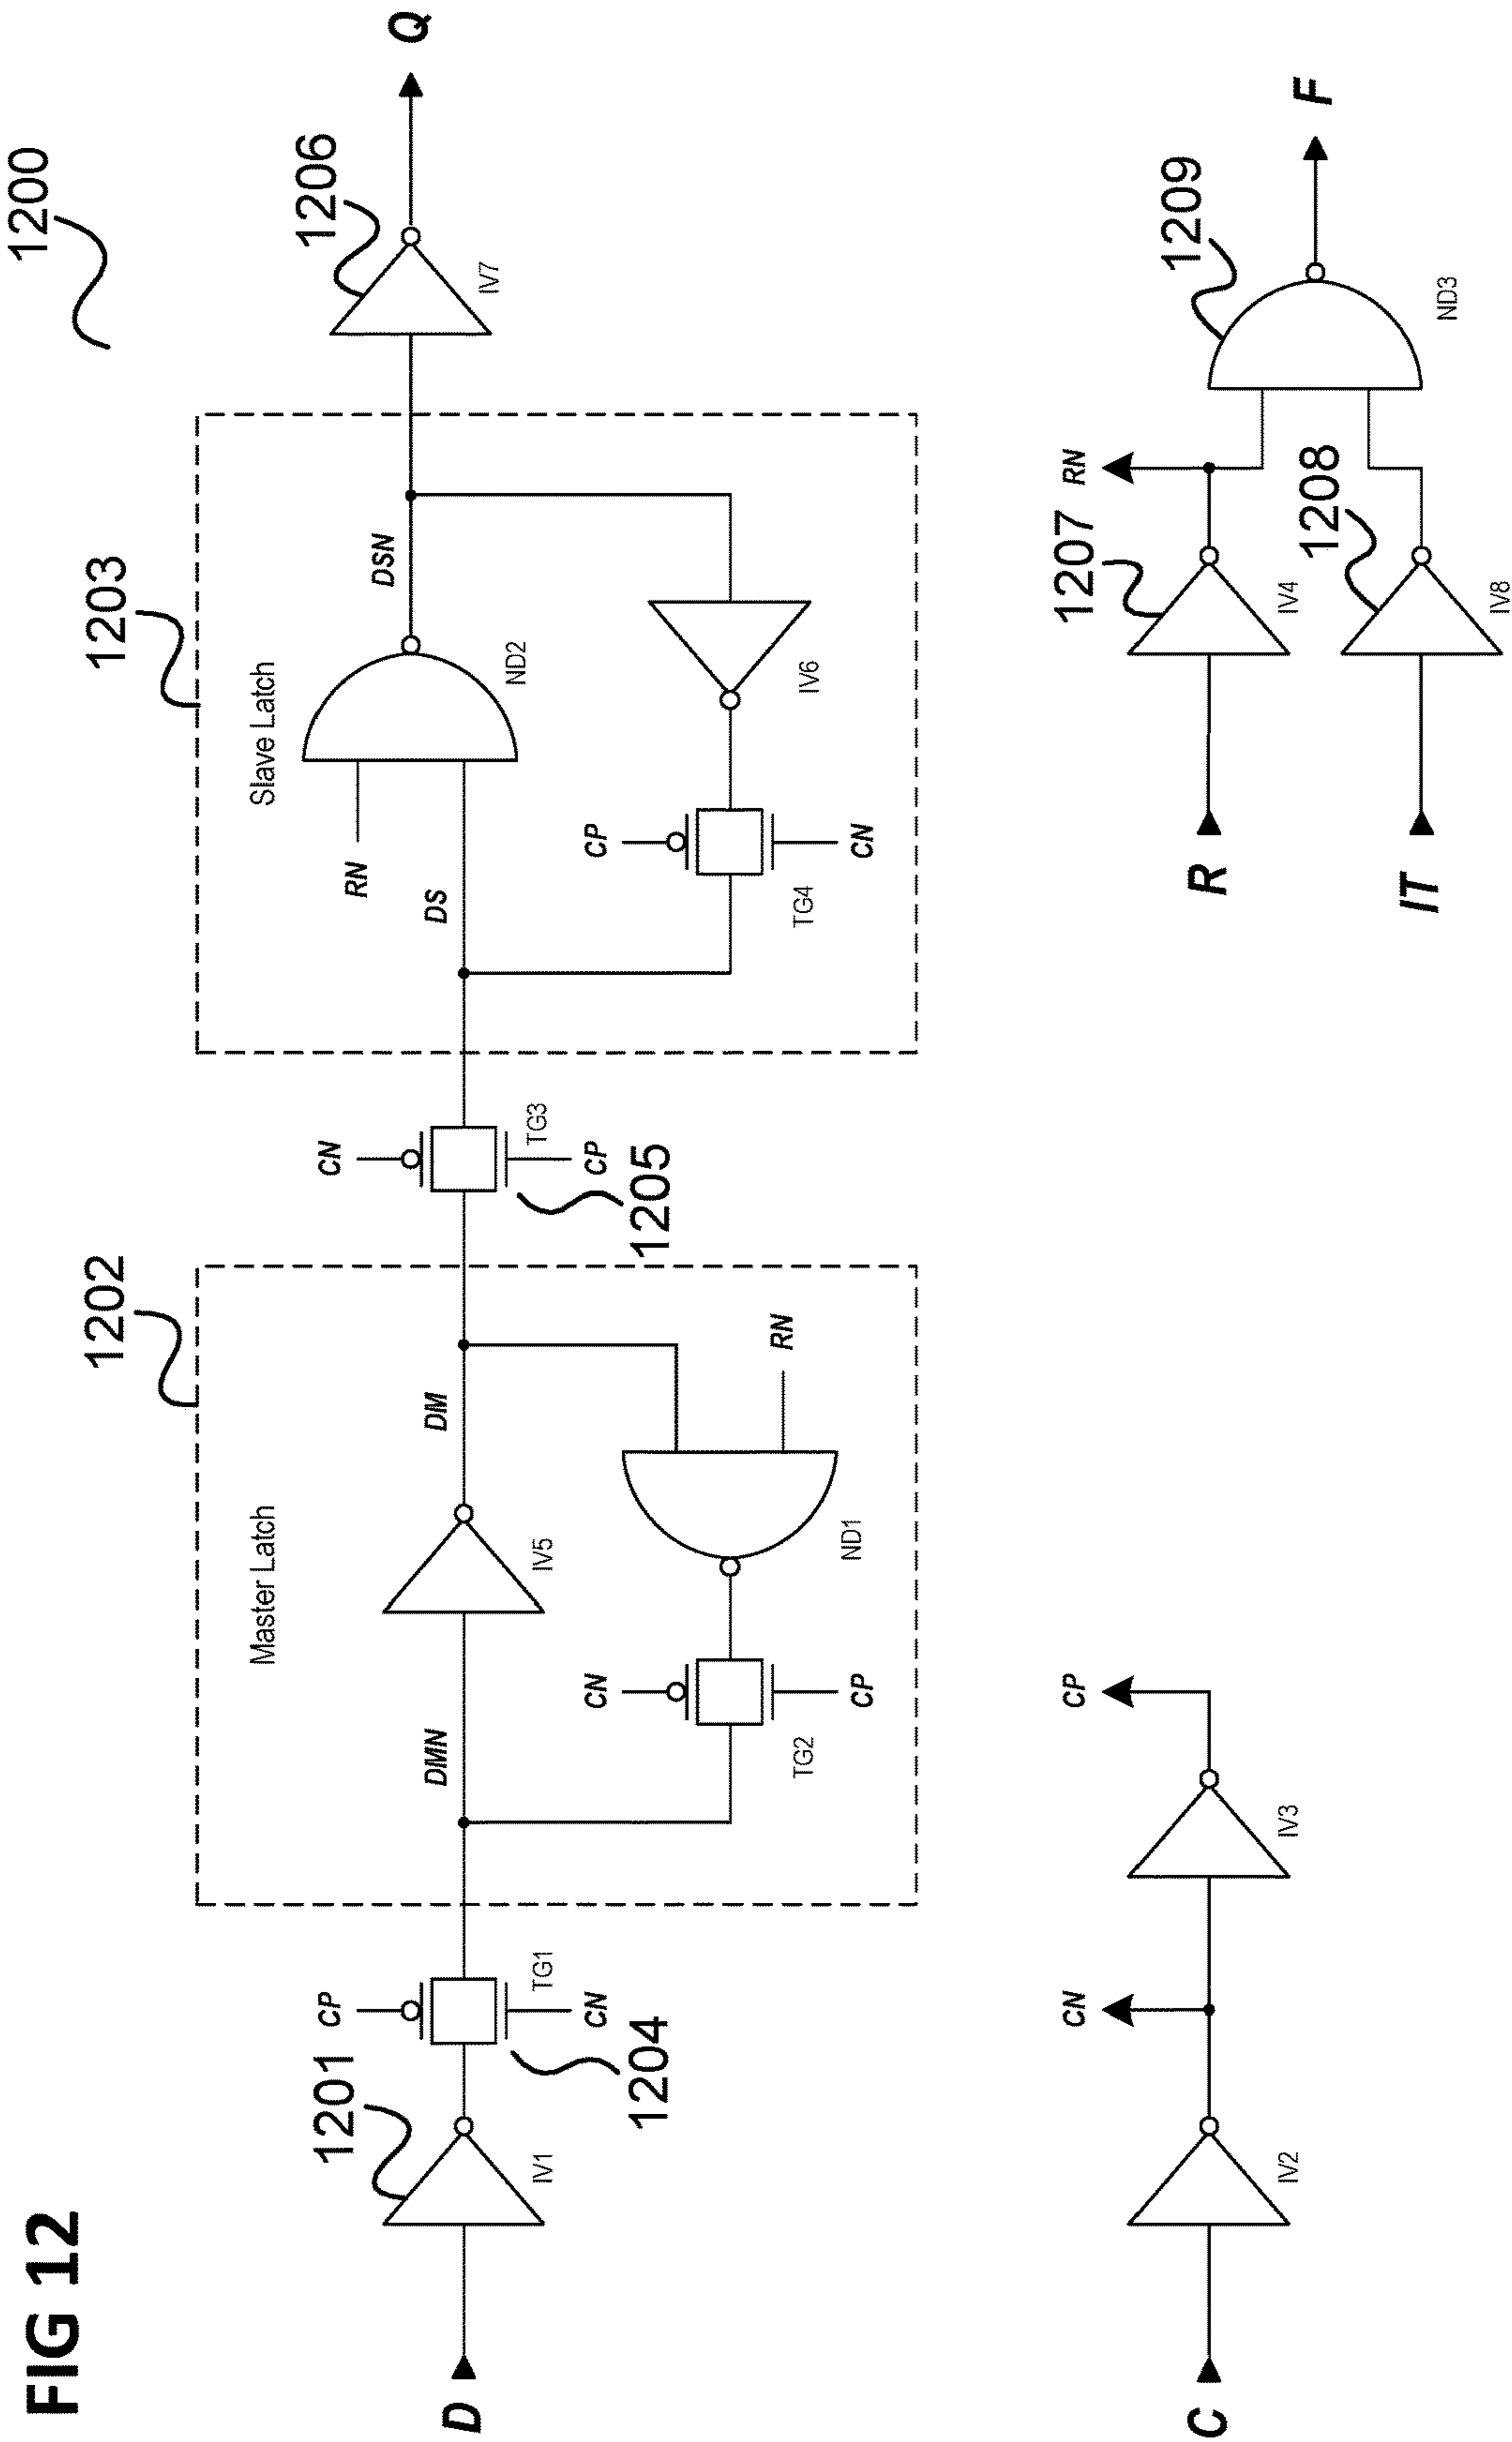 FIG 12
1200
1202
1203
1206
Q
Master Latch
Slave Latch
1201
CP
CN
RN
DSN
IV7
D
DMN
DM
DS
ND2
IV1
TG1
CN
IV5
TG3
CP
1204
1205
CN
RN
CP
IV6
TG2
CP
ND1
TG4
CN
CN
CP
1207
RN
1209
F
C
IV2
IV3
R
IV4
1208
ND3
IT
IV8